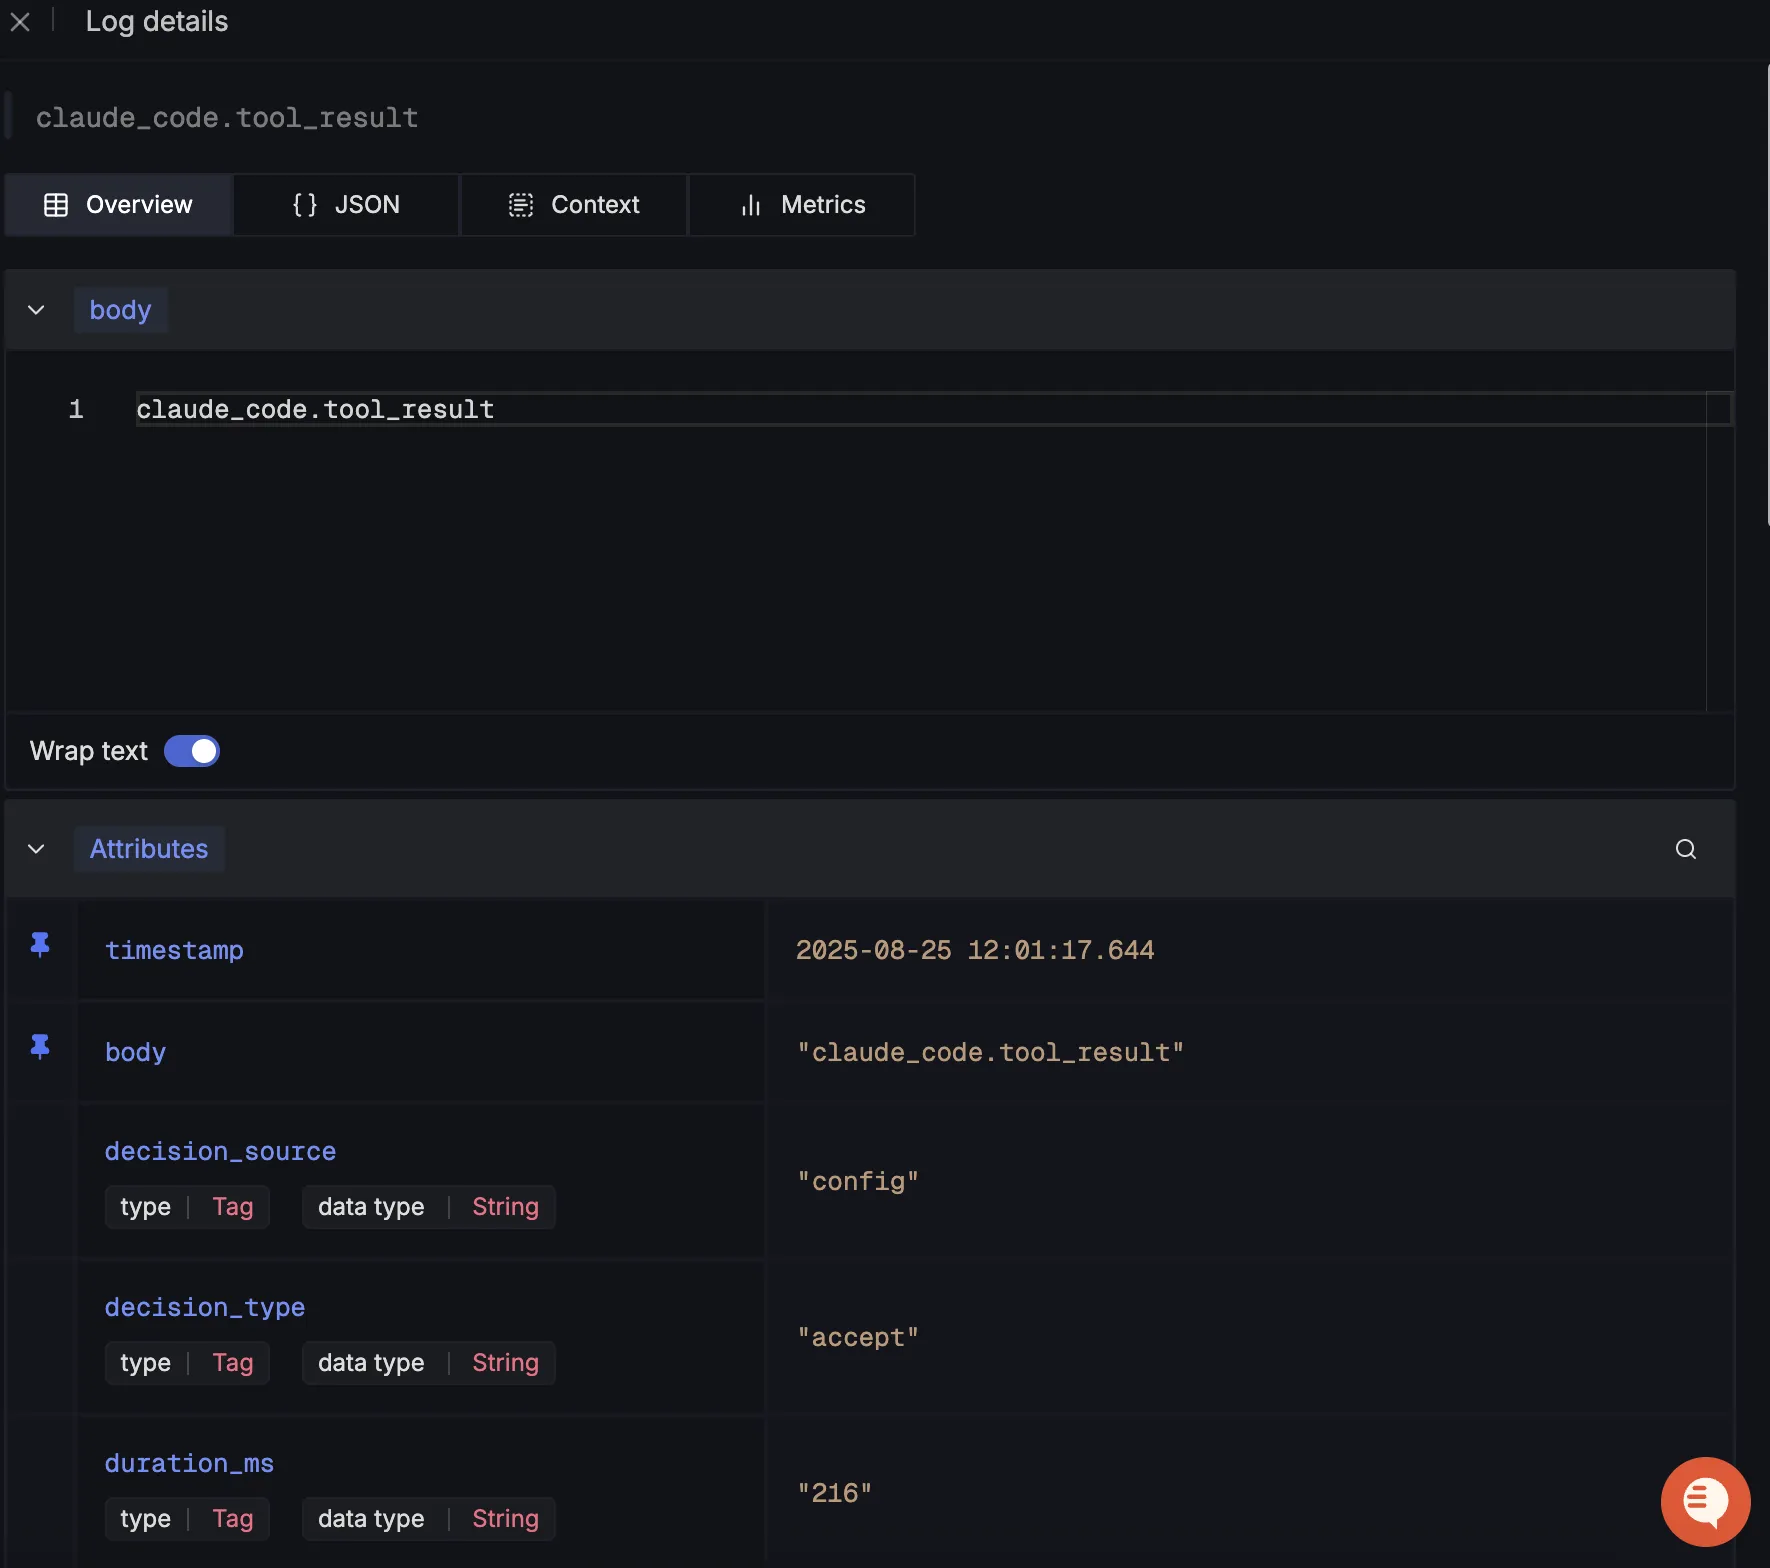 Log details
claude_code.tool_result
Overview
{} JSON
Context
Metrics
body
1 claude_code.tool_result
Wrap text
Attributes
timestamp 2025-08-25 12:01:17.644
body "claude_code.tool_result"
decision_source
type | Tag data type | String
"config"
decision_type
type | Tag data type | String
"accept"
duration_ms
type | Tag data type | String
"216"